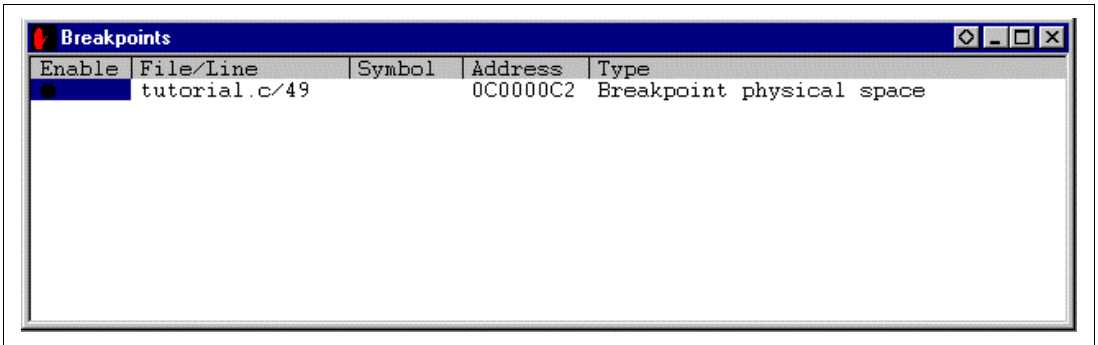 Breakpoints
Enable File/Line Symbol Address Type
tutorial.c/49 0C0000C2 Breakpoint physical space